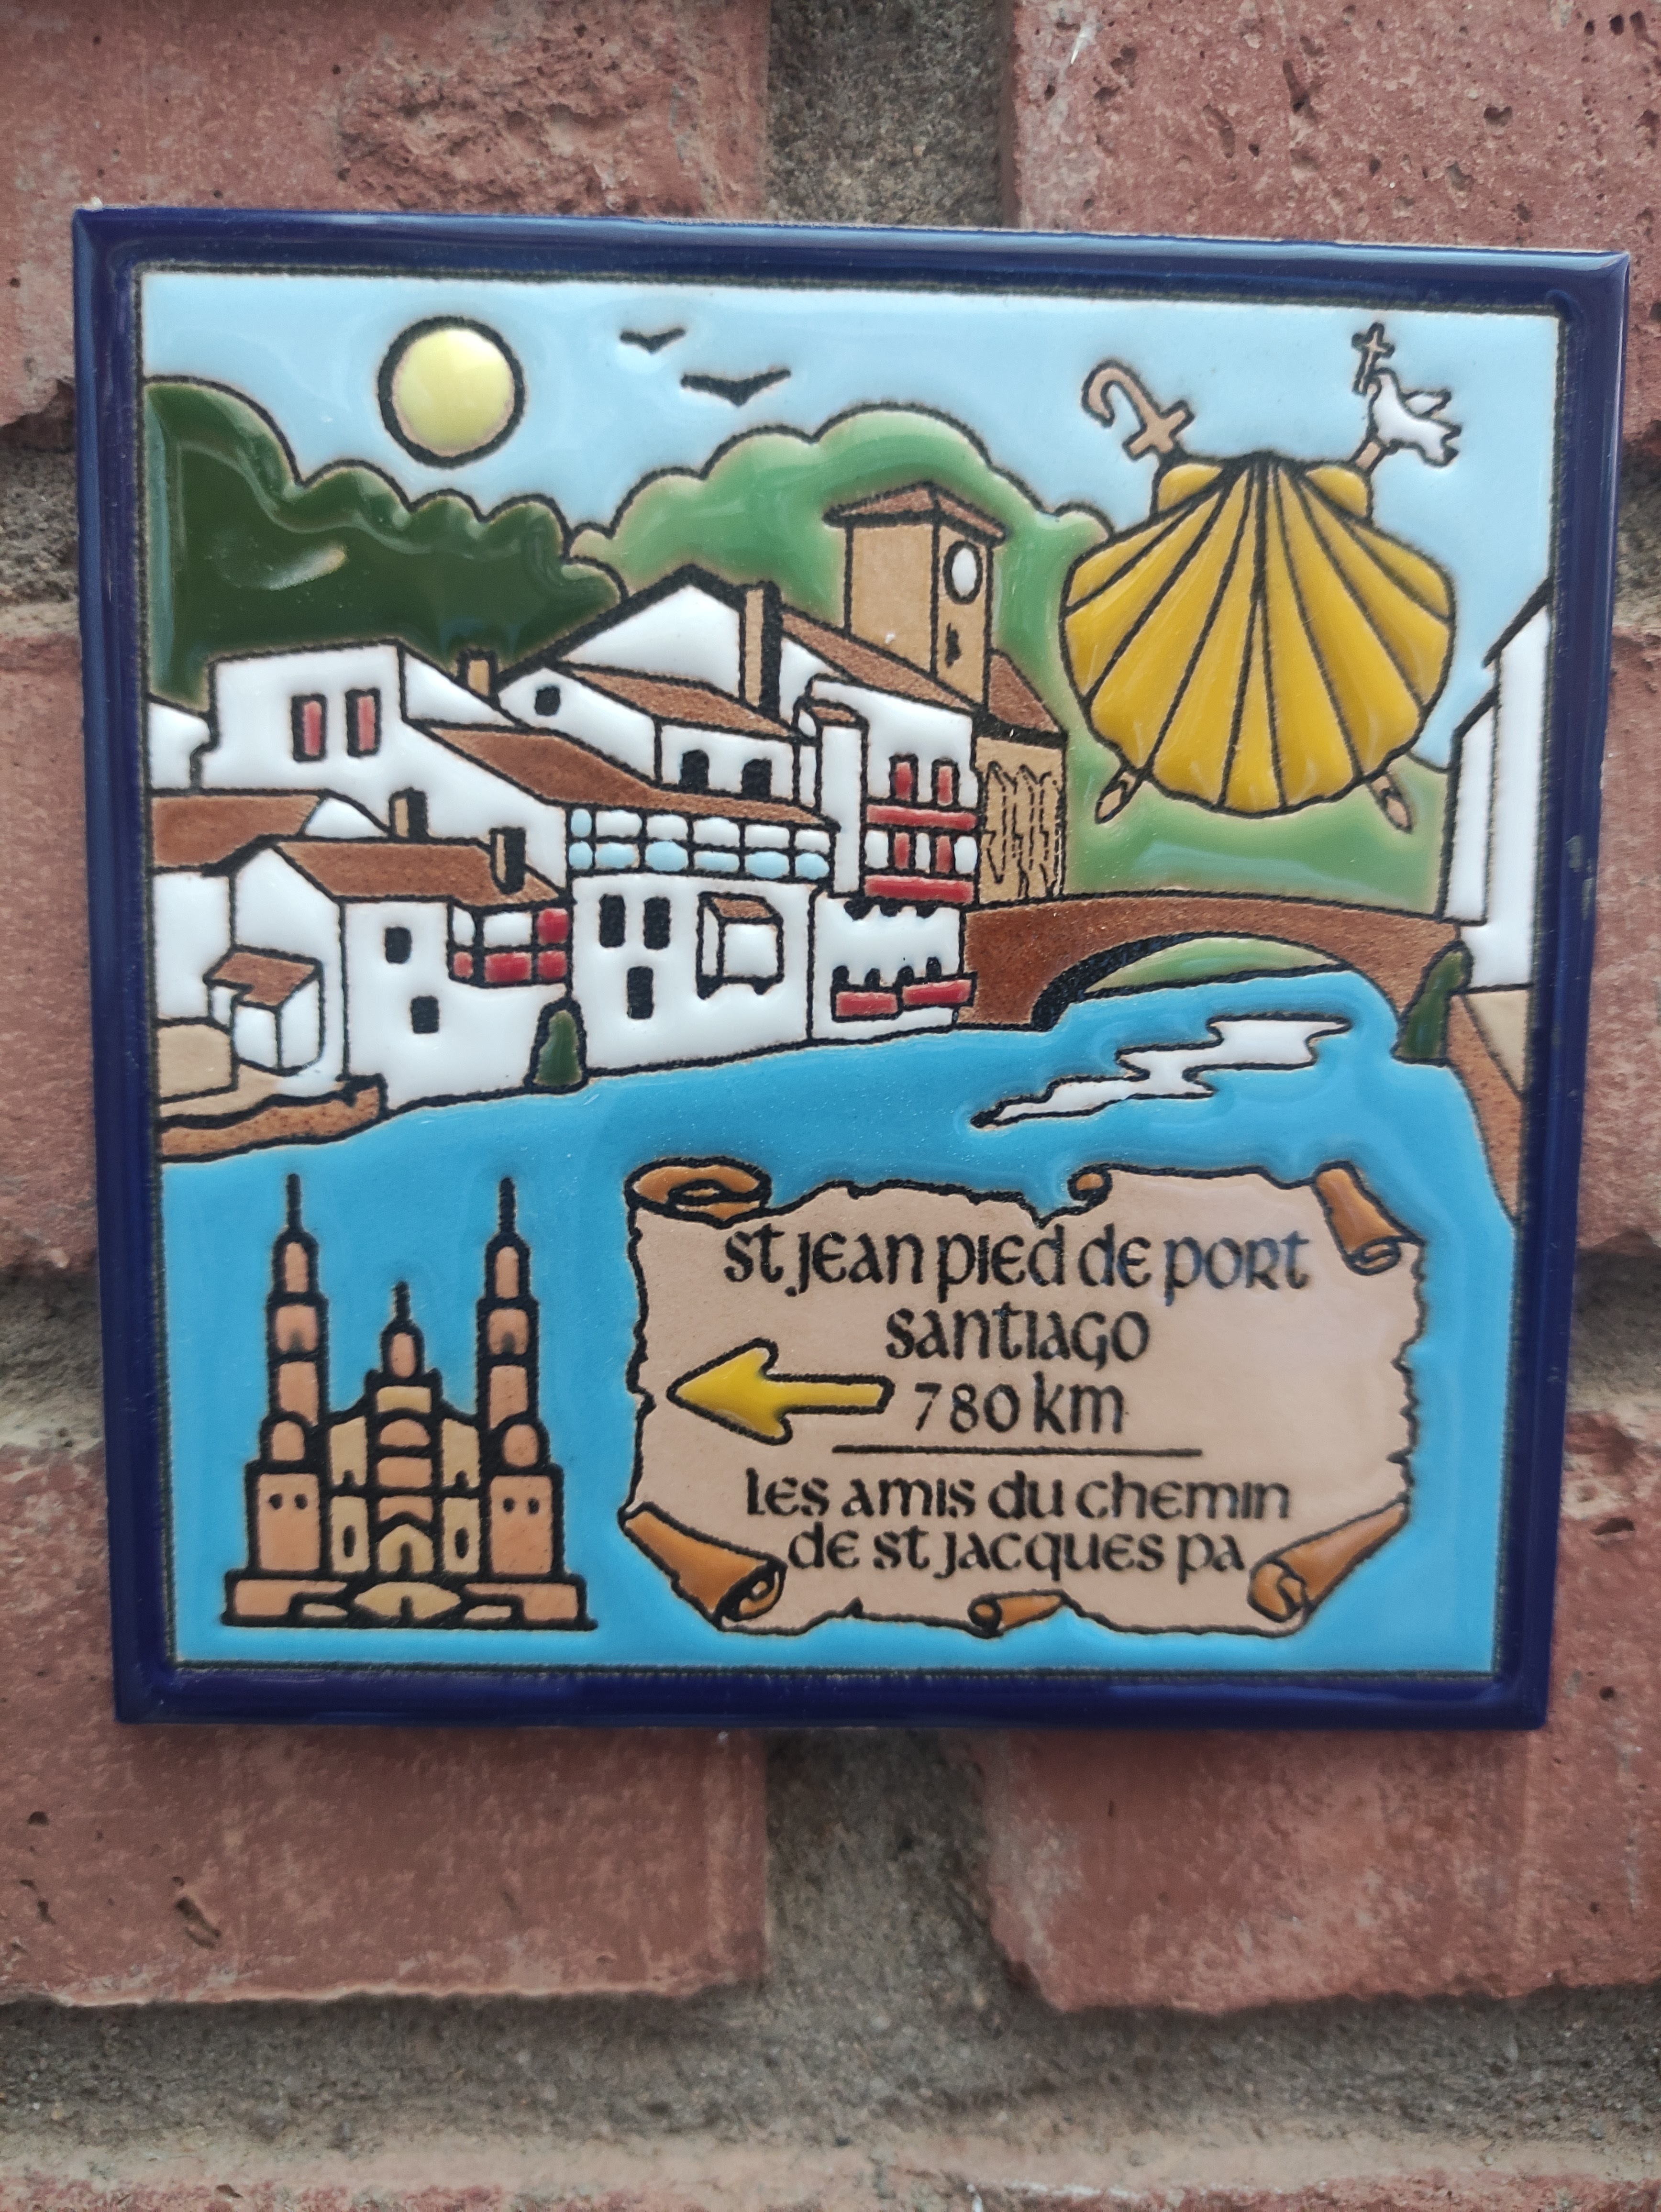 st jean pied de port
santiago
780 km
les amis du chemin
de st jacques pa